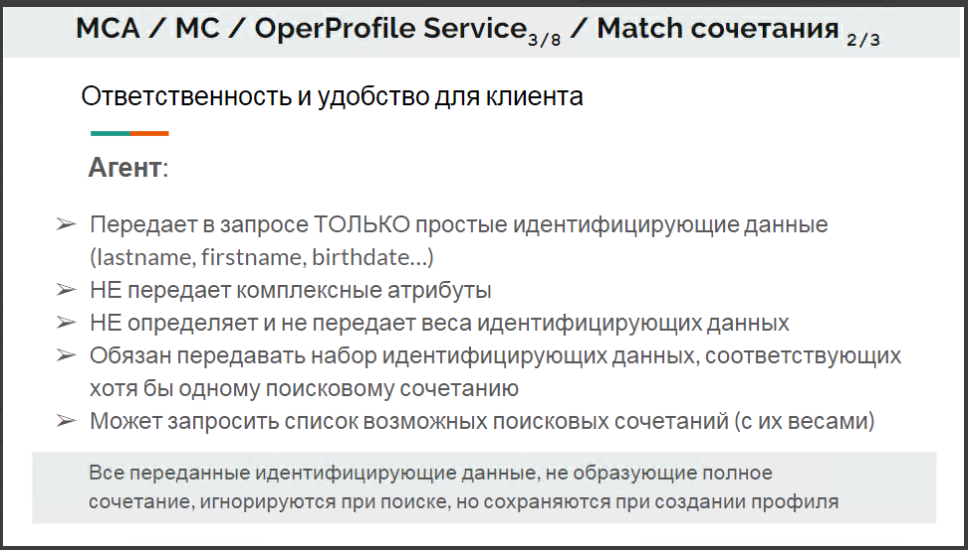 MCA / MC / OperProfile Service3/8 / Match сочетания 2/3
Ответственность и удобство для клиента
Агент:
➢ Передает в запросе ТОЛЬКО простые идентифицирующие данные
(lastname, firstname, birthdate...)
➢ НЕ передает комплексные атрибуты
➢ НЕ определяет и не передает веса идентифицирующих данных
➢ Обязан передавать набор идентифицирующих данных, соответствующих
хотя бы одному поисковому сочетанию
➢ Может запросить список возможных поисковых сочетаний (с их весами)
Все переданные идентифицирующие данные, не образующие полное
сочетание, игнорируются при поиске, но сохраняются при создании профиля